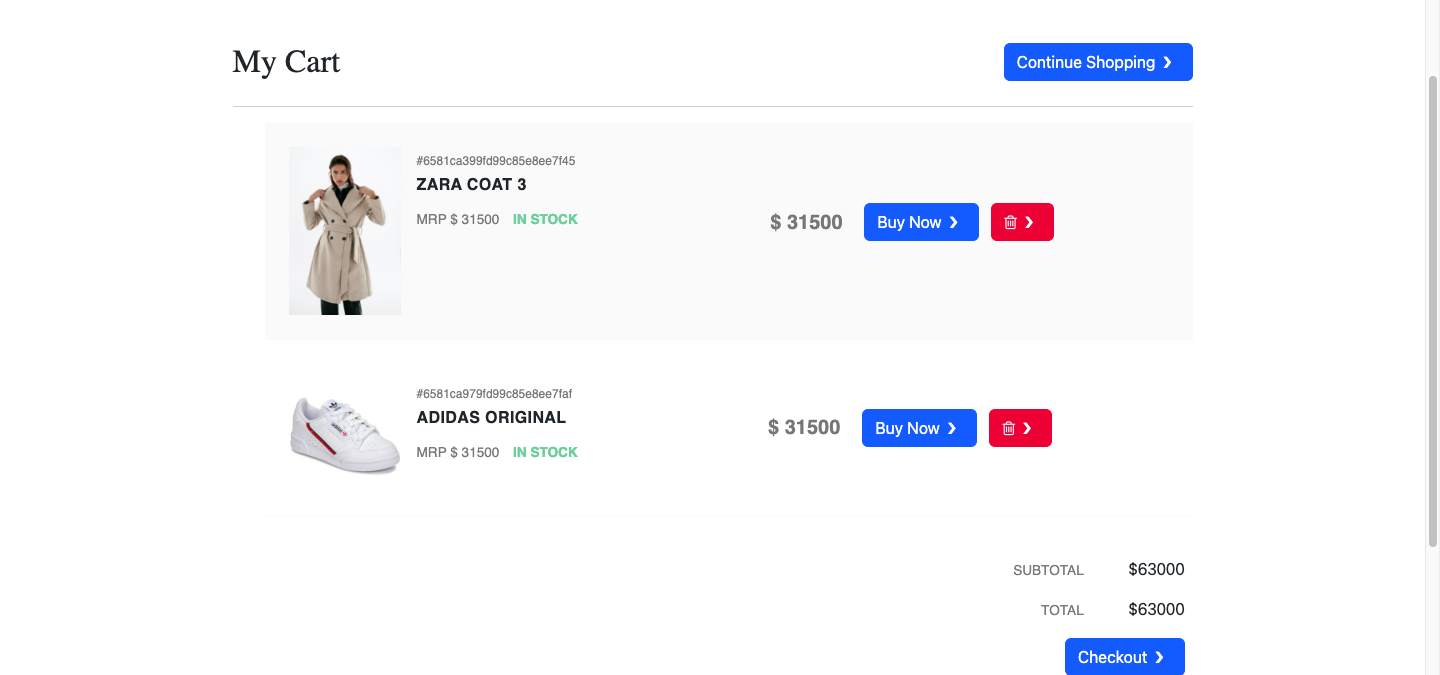 My Cart
Continue Shopping
#6581ca399fd99c85e8ee7f45
ZARA COAT 3
MRP $ 31500 IN STOCK
$ 31500
Buy Now
#6581ca979fd99c85e8ee7faf
ADIDAS ORIGINAL
MRP $ 31500 IN STOCK
$ 31500
Buy Now
SUBTOTAL $63000
TOTAL $63000
Checkout